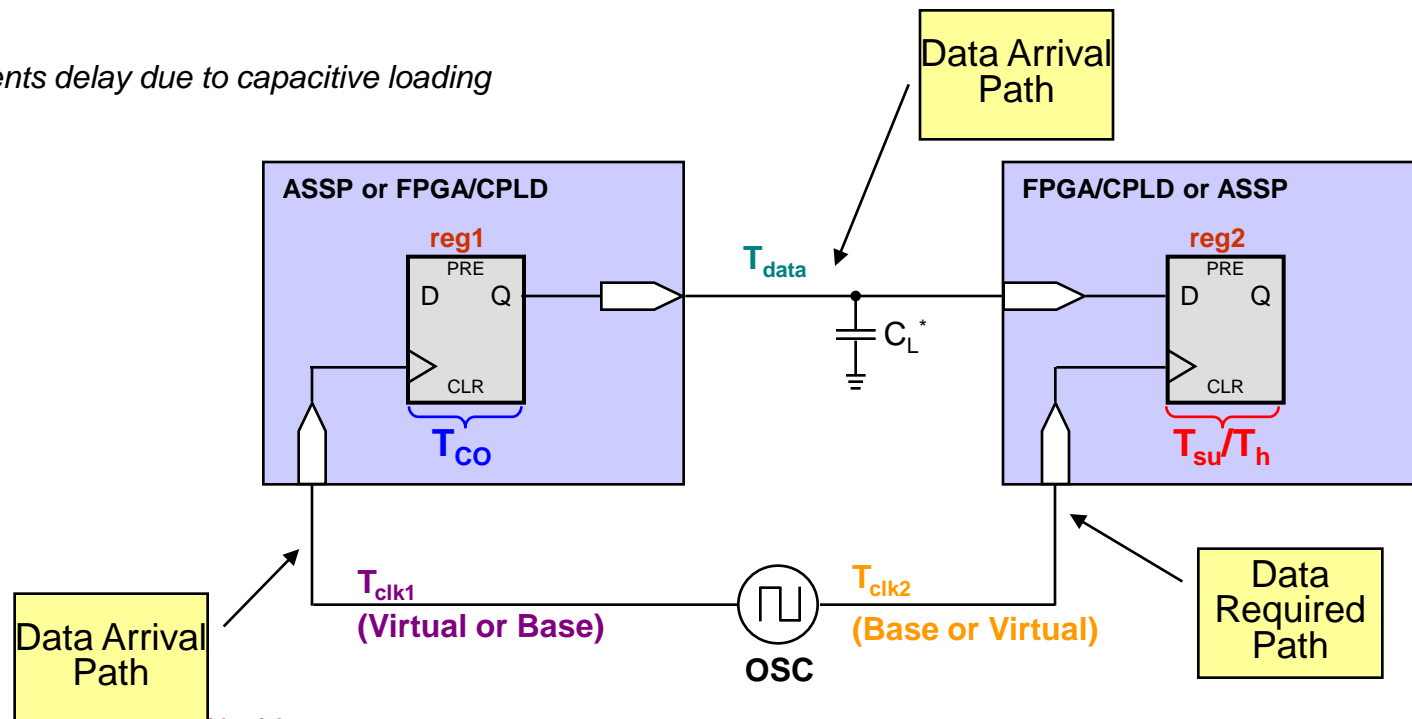 Data Arrival
Path
delay due to capacitive loading
ASSP or FPGA/CPLD
FPGA/CPLD or ASSP
reg1
PRE
D Q
CLR
TCO
Tdata
CL*
reg2
PRE
D Q
CLR
Tsu/Th
Tclk1
(Virtual or Base)
OSC
Tclk2
(Base or Virtual)
Data Arrival
Path
Data
Required
Path